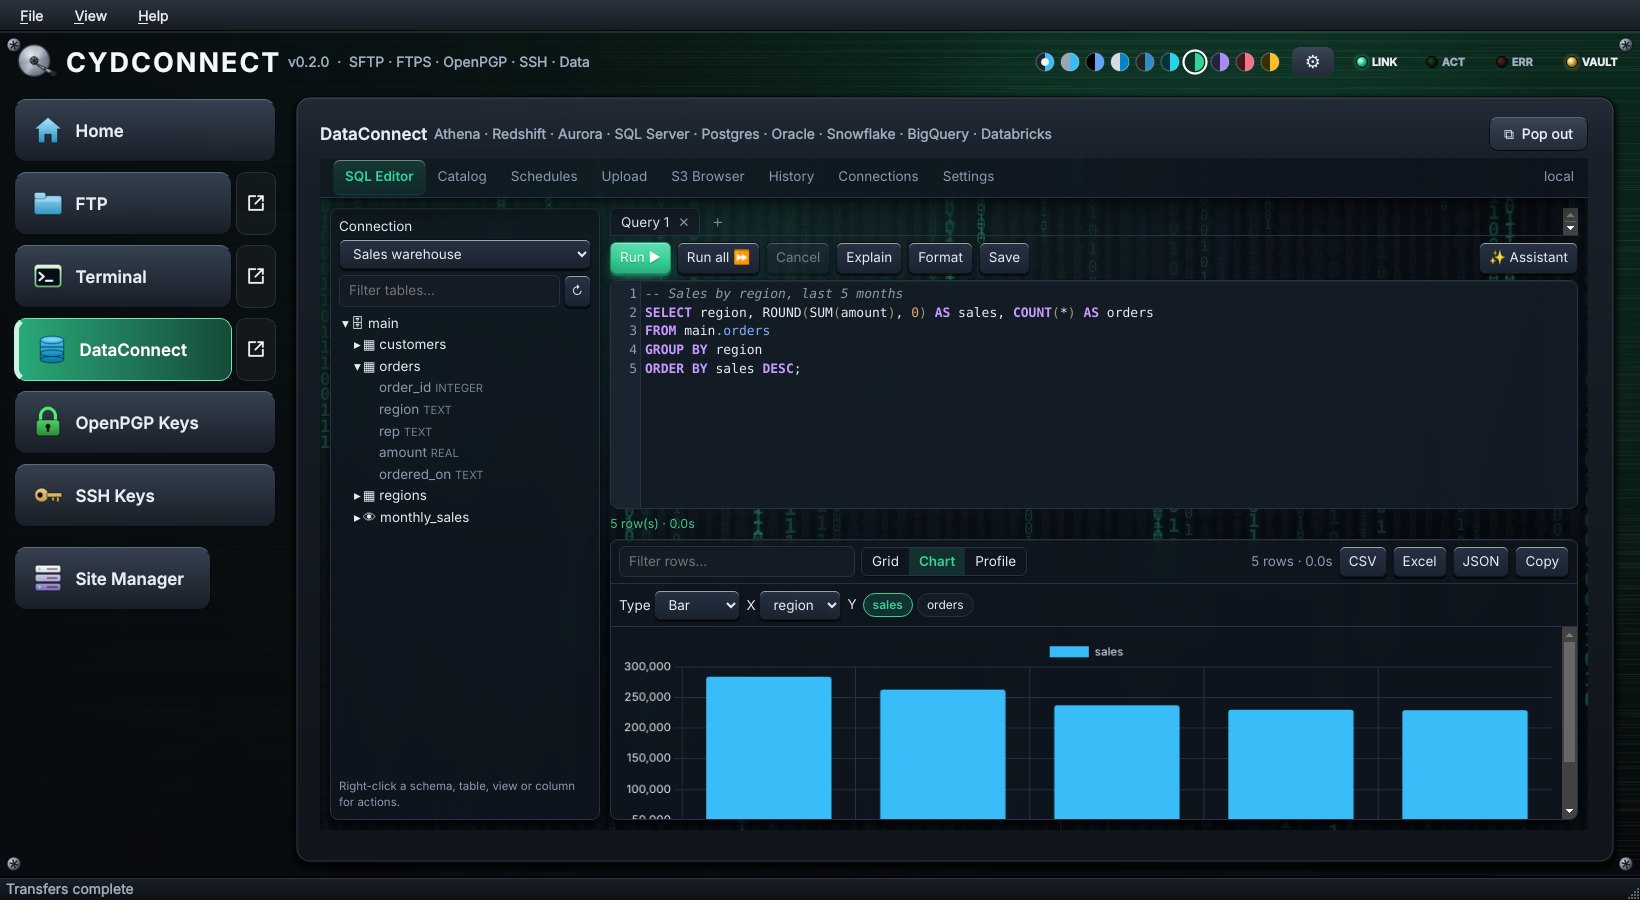 File View Help
CYDCONNECT v0.2.0 · SFTP · FTPS · OpenPGP · SSH · Data
LINK ACT ERR VAULT
Home
FTP
Terminal
DataConnect
OpenPGP Keys
SSH Keys
Site Manager
DataConnect Athena · Redshift · Aurora · SQL Server · Postgres · Oracle · Snowflake · BigQuery · Databricks
Pop out
SQL Editor Catalog Schedules Upload S3 Browser History Connections Settings local
Connection
Sales warehouse
Filter tables...
main
customers
orders
order_id INTEGER
region TEXT
rep TEXT
amount REAL
ordered_on TEXT
regions
monthly_sales
Right-click a schema, table, view or column
for actions.
Query 1 × +
Run Run all Cancel Explain Format Save Assistant
1 -- Sales by region, last 5 months
2 SELECT region, ROUND(SUM(amount), 0) AS sales, COUNT(*) AS orders
3 FROM main.orders
4 GROUP BY region
5 ORDER BY sales DESC;
5 row(s) · 0.0s
Filter rows... Grid Chart Profile 5 rows · 0.0s CSV Excel JSON Copy
Type Bar X region Y sales orders
sales
300,000
250,000
200,000
150,000
100,000
50,000
Transfers complete